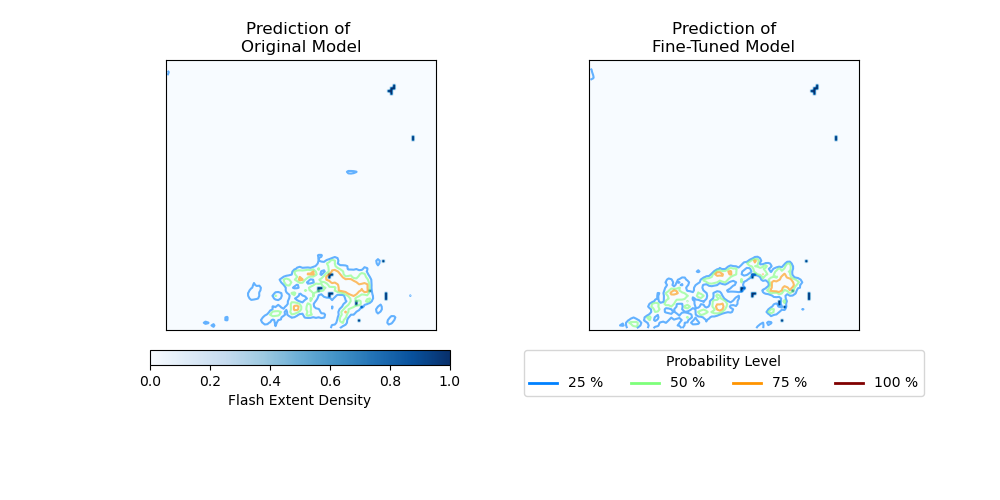 Prediction of
Original Model
Prediction of
Fine-Tuned Model
0.0 0.2 0.4 0.6 0.8 1.0
Flash Extent Density
Probability Level
25 % 50 % 75 % 100 %